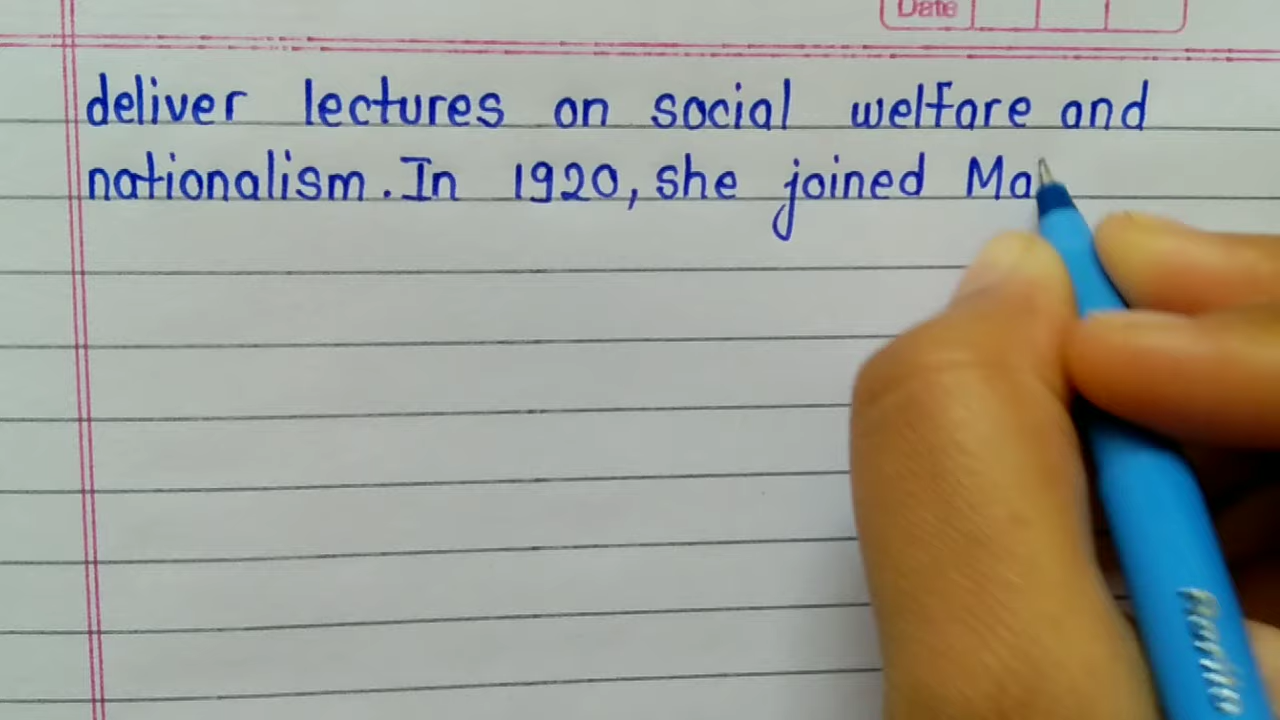 Date
deliver lectures on social welfare and
nationalism. In 1920, she joined Ma